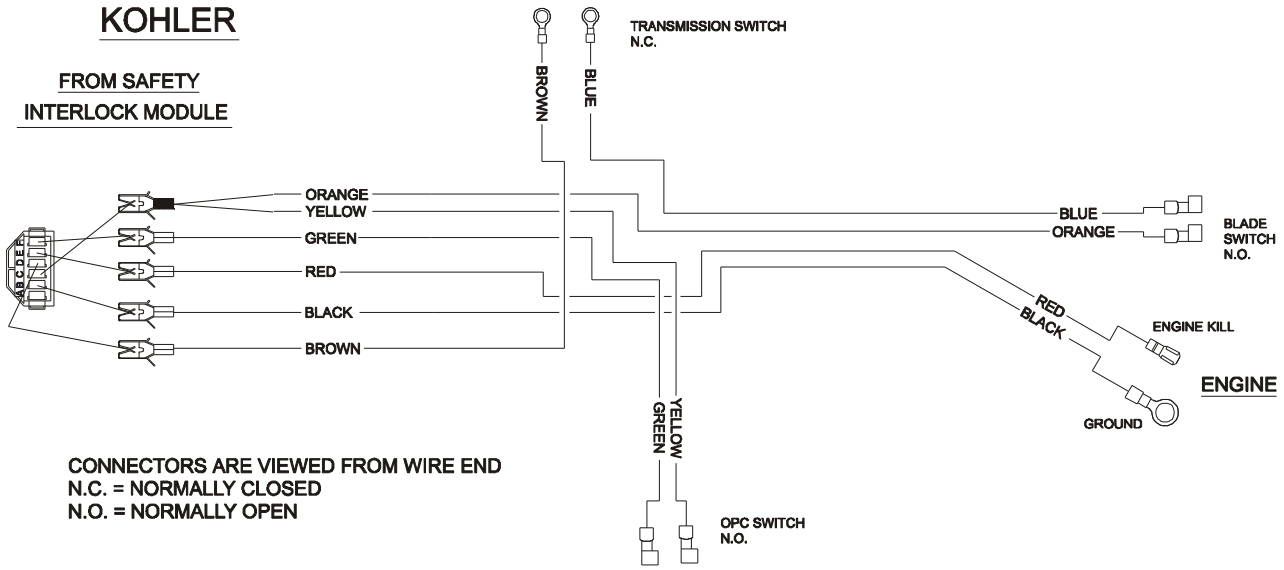 KOHLER
FROM SAFETY
INTERLOCK MODULE
TRANSMISSION SWITCH
N.C.
BROWN
BLUE
ORANGE
YELLOW
GREEN
RED
BLACK
BROWN
A B C D E F
BLUE
ORANGE
BLADE
SWITCH
N.O.
RED
BLACK
ENGINE KILL
ENGINE
GROUND
GREEN
YELLOW
CONNECTORS ARE VIEWED FROM WIRE END
N.C. = NORMALLY CLOSED
N.O. = NORMALLY OPEN
OPC SWITCH
N.O.